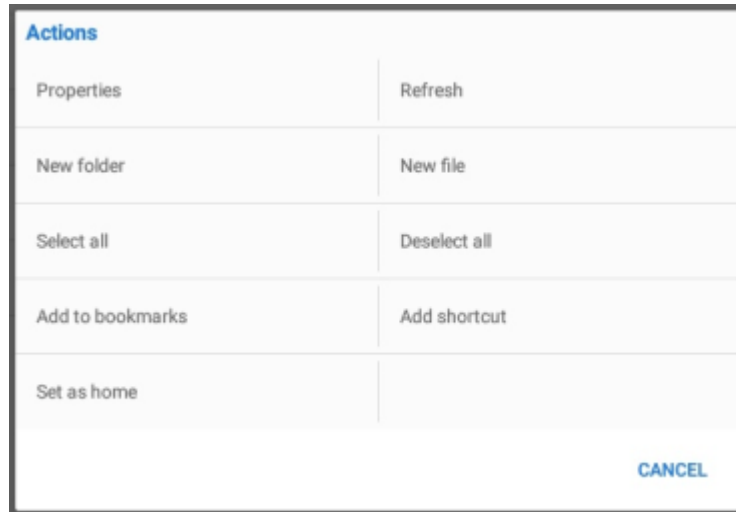 Actions
Properties
Refresh
New folder
New file
Select all
Deselect all
Add to bookmarks
Add shortcut
Set as home
CANCEL